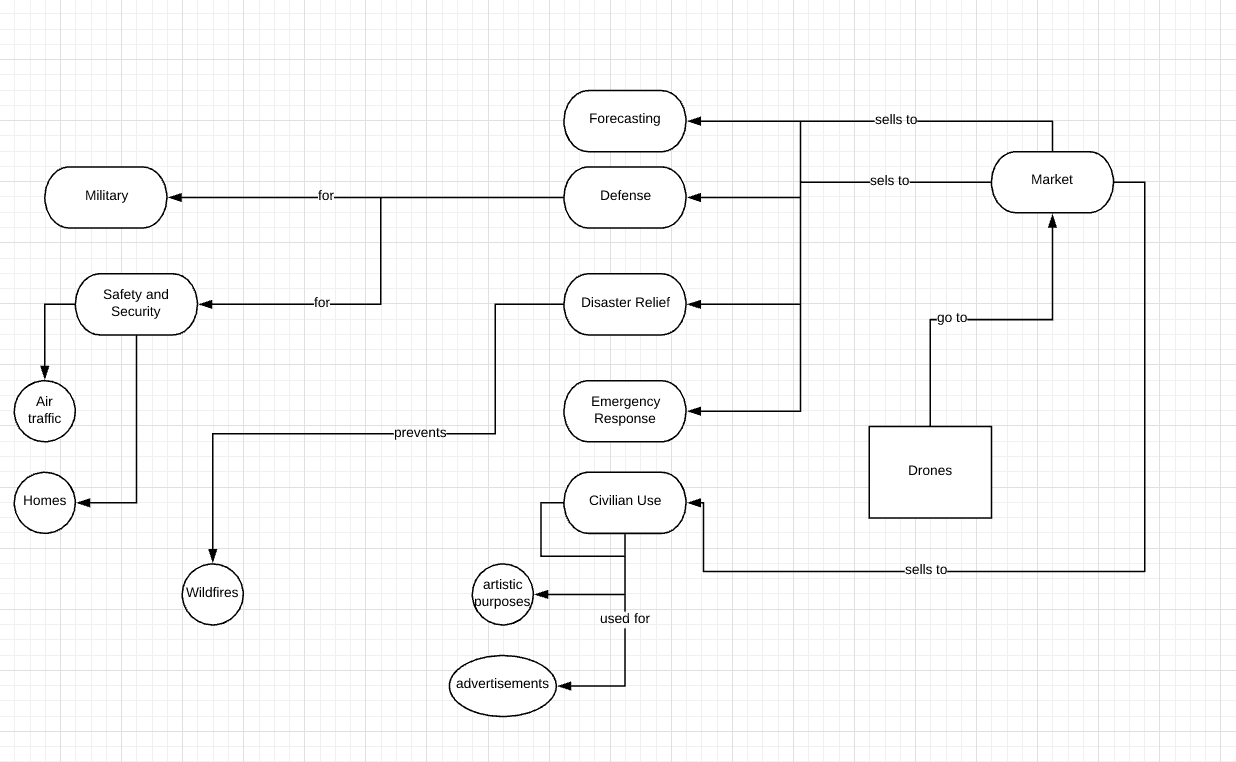 Forecasting
sells to
Military
for
Defense
sels to
Market
Safety and
Security
for
Disaster Relief
go to
Air
traffic
Emergency
Response
prevents
Drones
Homes
Civilian Use
sells to
Wildfires
artistic
purposes
used for
advertisements